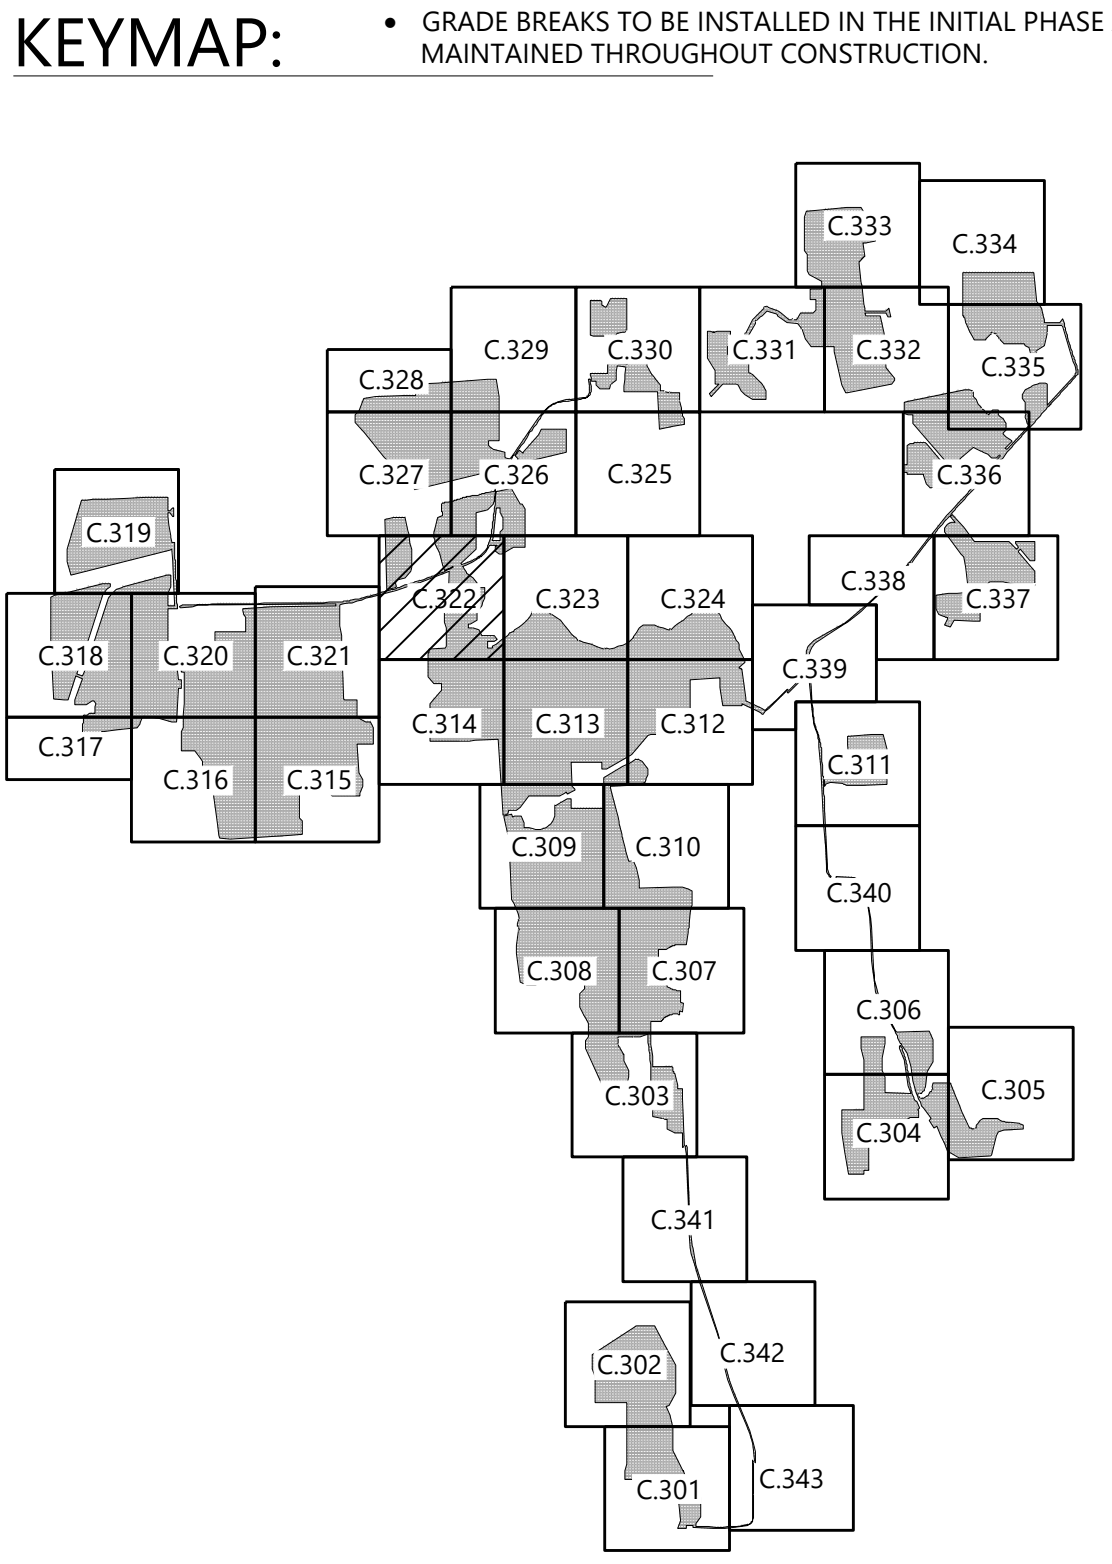 KEYMAP:
• GRADE BREAKS TO BE INSTALLED IN THE INITIAL PHASE
MAINTAINED THROUGHOUT CONSTRUCTION.
C.333
C.334
C.329
C.330
C.331
C.332
C.335
C.328
C.327
C.326
C.325
C.336
C.319
C.322
C.323
C.324
C.338
C.337
C.318
C.320
C.321
C.339
C.317
C.314
C.313
C.312
C.316
C.315
C.311
C.309
C.310
C.340
C.308
C.307
C.306
C.303
C.305
C.304
C.341
C.302
C.342
C.301
C.343